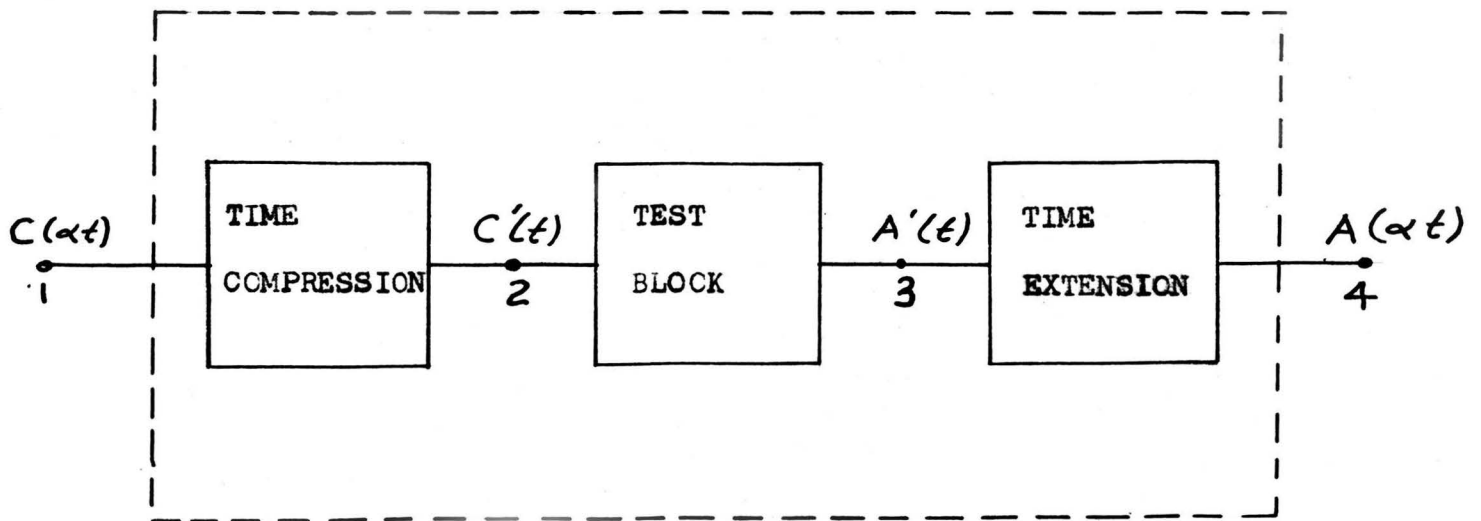 C(αt)
1
TIME
COMPRESSION
C'(t)
2
TEST
BLOCK
A'(t)
3
TIME
EXTENSION
A(αt)
4